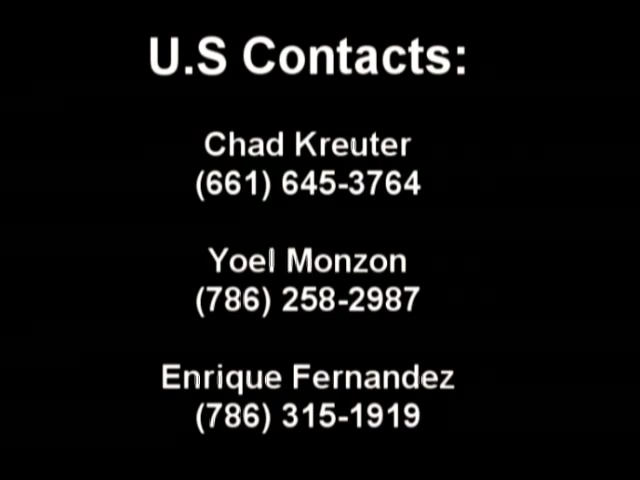 U.S Contacts:
Chad Kreuter
(661) 645-3764
Yoel Monzon
(786) 258-2987
Enrique Fernandez
(786) 315-1919